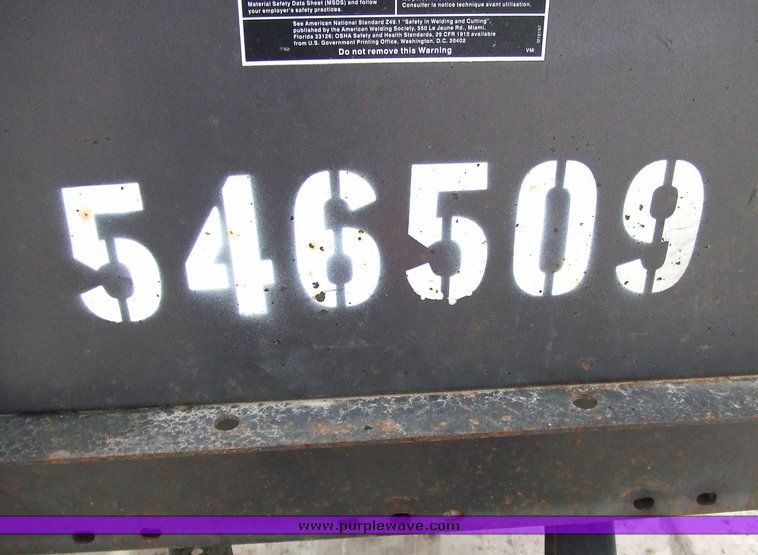 Material Safety Data Sheet (MSDS) and follow
your employer's safety practices.
Consulter la notice technique avant utilisation.
See American National Standard Z49.1 "Safety in Welding and Cutting",
published by the American Welding Society, 550 Le Jeune Rd., Miami,
Florida 33126; OSHA Safety and Health Standards, 29 CFR 1910 available
from U.S. Government Printing Office, Washington, D.C. 20402
Do not remove this Warning
VM
546509
www.purplewave.com